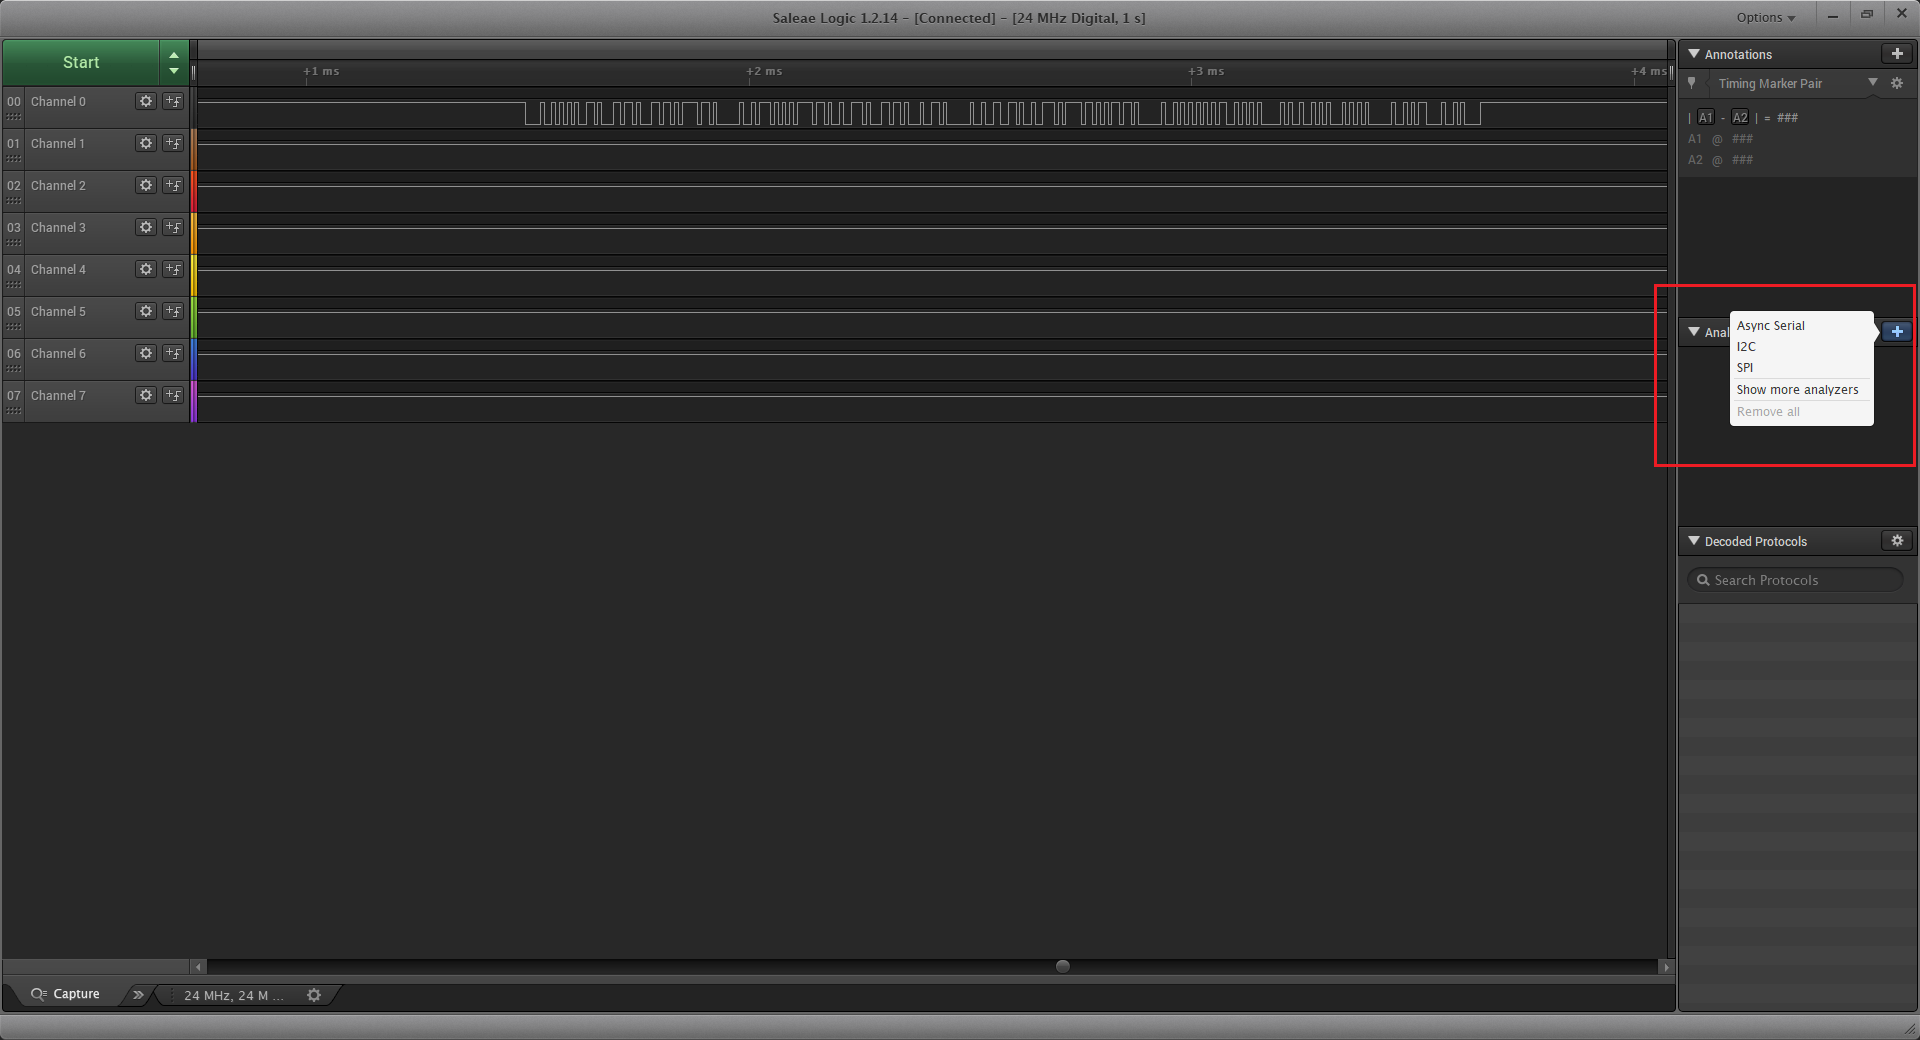 Saleae Logic 1.2.14 - [Connected] - [24 MHz Digital, 1 s]
Options
Start
+1 ms
+2 ms
+3 ms
+4 ms
00 Channel 0
01 Channel 1
02 Channel 2
03 Channel 3
04 Channel 4
05 Channel 5
06 Channel 6
07 Channel 7
Annotations
Timing Marker Pair
| A1 - A2 | = ###
A1 @ ###
A2 @ ###
Anal
Async Serial
I2C
SPI
Show more analyzers
Remove all
Decoded Protocols
Search Protocols
Capture
24 MHz, 24 M ...